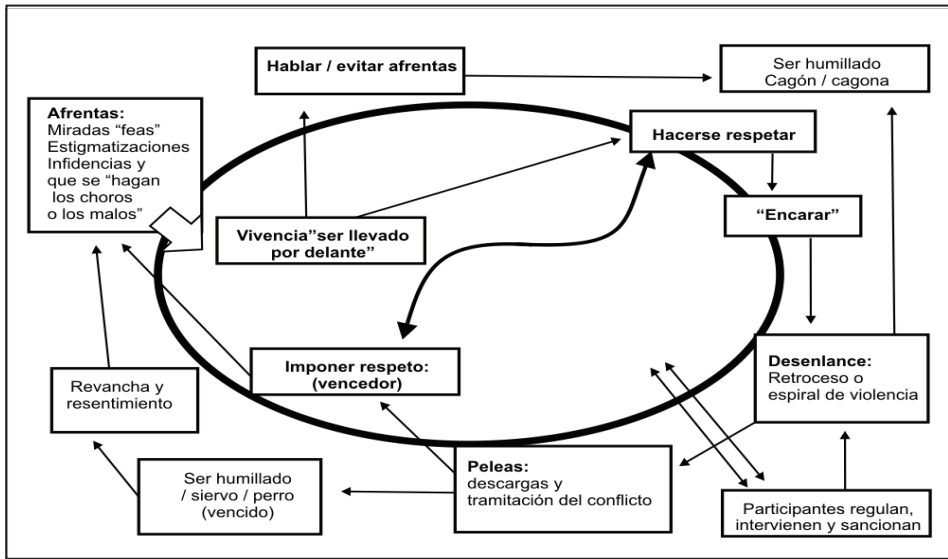 Hablar / evitar afrentas
Ser humillado
Cagón / cagona
Afrentas:
Miradas “feas”
Estigmatizaciones
Infidencias y
que se “hagan
los choros
o los malos”
Hacerse respetar
Vivencia”ser llevado
por delante”
“Encarar”
Imponer respeto:
(vencedor)
Desenlance:
Retroceso o
espiral de violencia
Revancha y
resentimiento
Peleas:
descargas y
tramitación del conflicto
Ser humillado
/ siervo / perro
(vencido)
Participantes regulan,
intervienen y sancionan